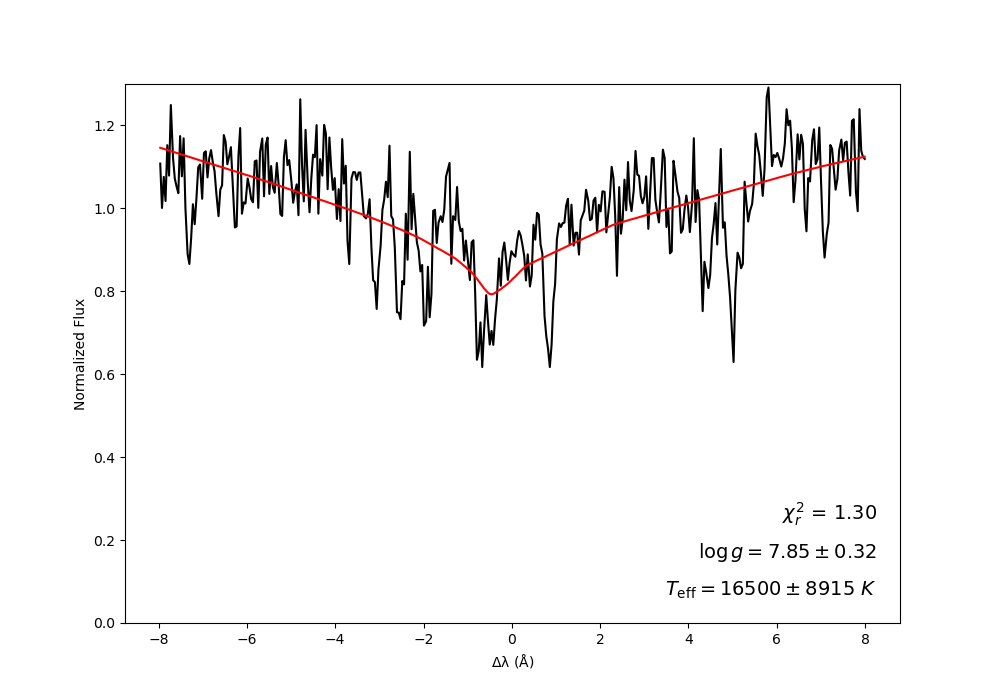 1.2
1.0
0.8
0.6
0.4
0.2
0.0
Normalized Flux
χ²ᵣ = 1.30
log g = 7.85 ± 0.32
T_eff = 16500 ± 8915 K
−8 −6 −4 −2 0 2 4 6 8
Δλ (Å)